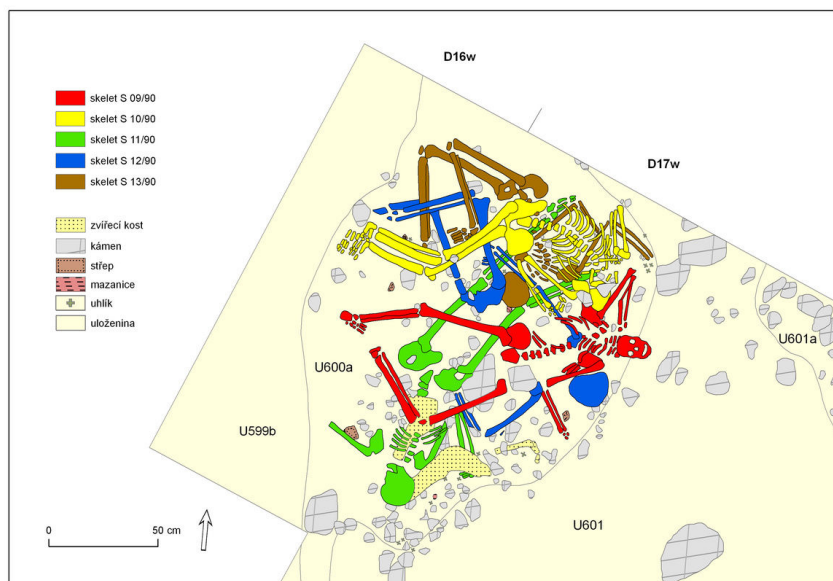 D16w
D17w
skelet S 09/90
skelet S 10/90
skelet S 11/90
skelet S 12/90
skelet S 13/90
zvířecí kost
kámen
střep
mazanice
uhlík
uloženina
U600a
U601a
U599b
U601
0 50 cm